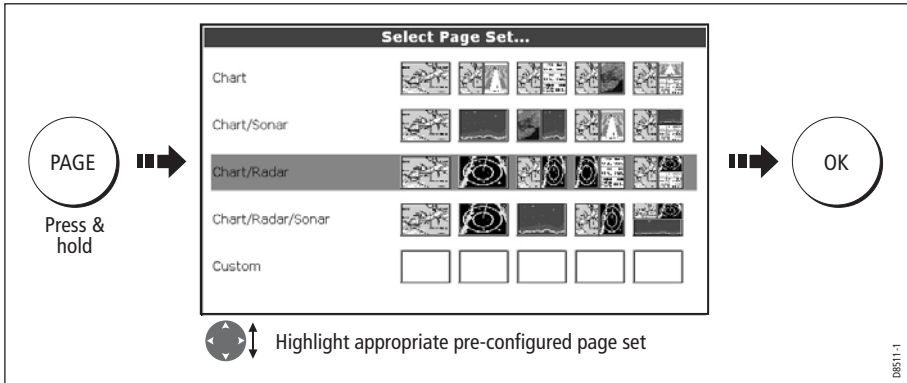 Select Page Set...
Chart
Chart/Sonar
Chart/Radar
Chart/Radar/Sonar
Custom
PAGE
Press &
hold
OK
Highlight appropriate pre-configured page set
D8511-1